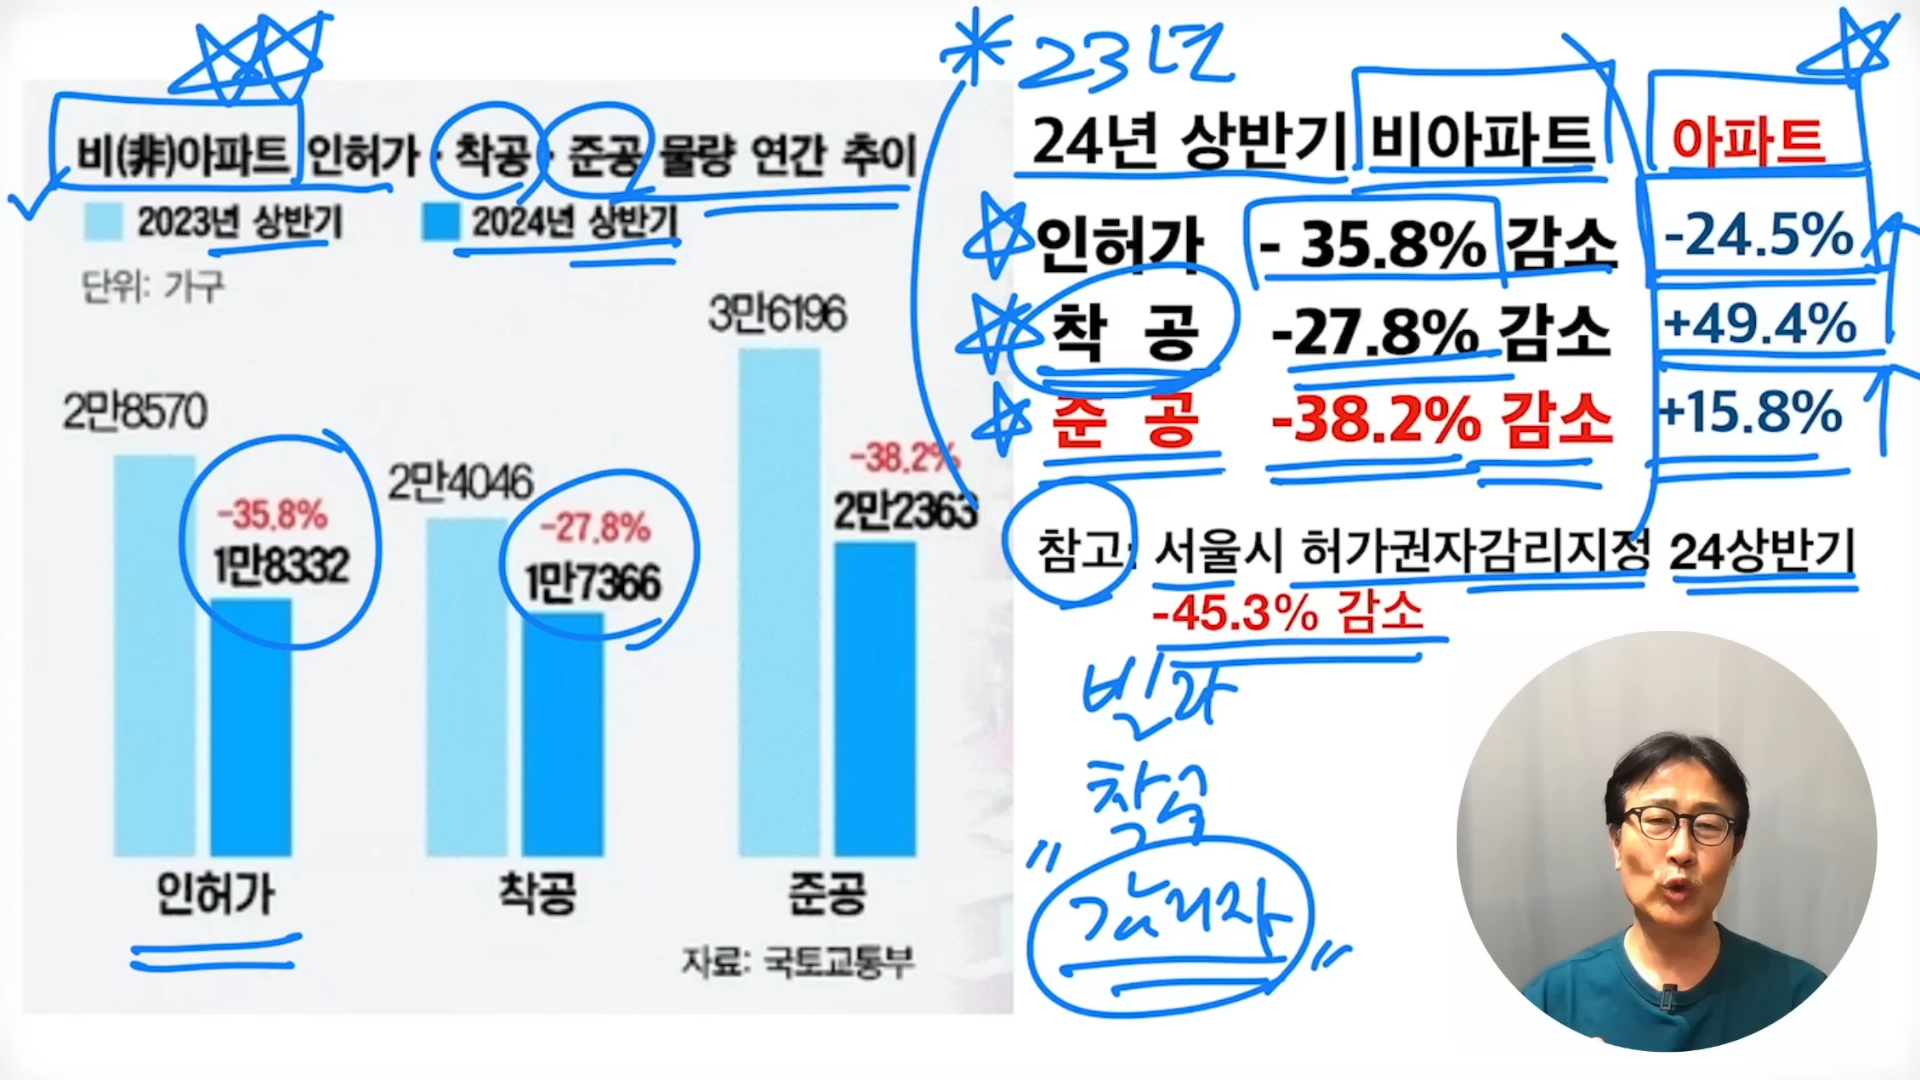 비(非)아파트 인허가·착공·준공 물량 연간 추이
2023년 상반기 2024년 상반기
단위: 가구
2만8570
-35.8%
1만8332
인허가
2만4046
-27.8%
1만7366
착공
3만6196
-38.2%
2만2363
준공
자료: 국토교통부
23년
24년 상반기 비아파트 아파트
인허가 - 35.8% 감소 -24.5%
착 공 -27.8% 감소 +49.4%
준 공 -38.2% 감소 +15.8%
참고: 서울시 허가권자감리지정 24상반기
-45.3% 감소
빌라
착공
"감리자"